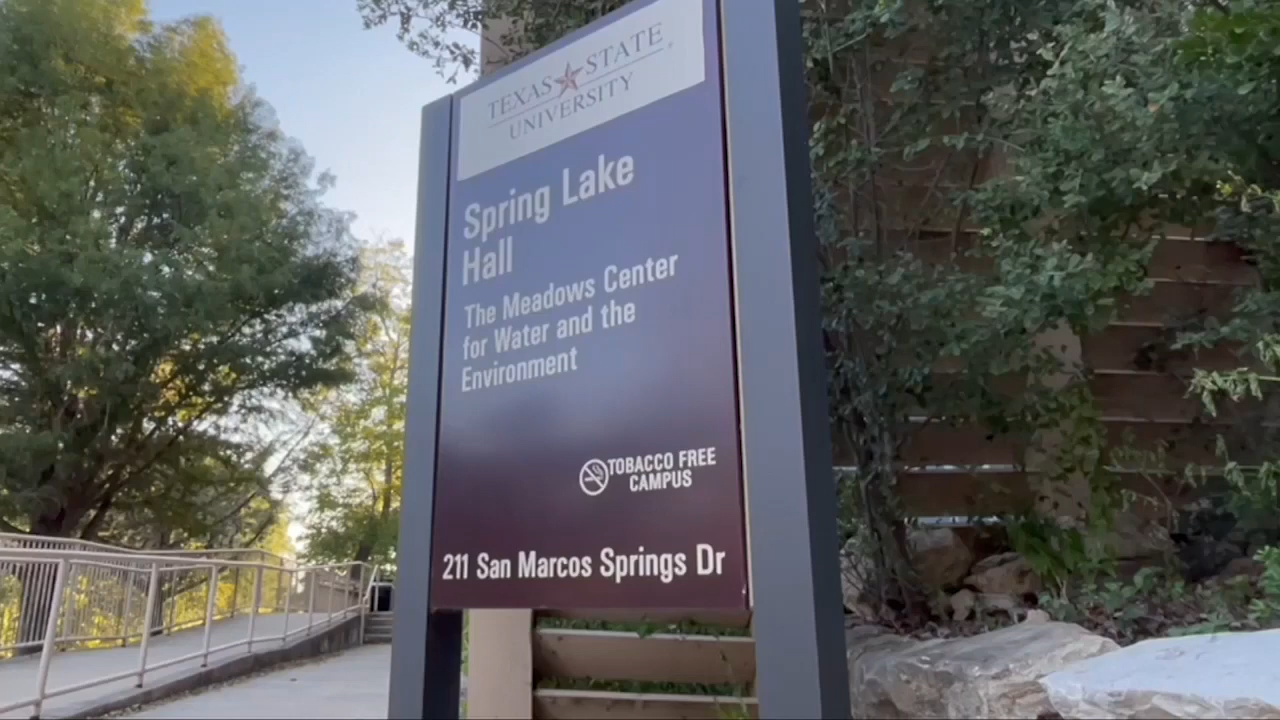 TEXAS STATE
UNIVERSITY
Spring Lake
Hall
The Meadows Center
for Water and the
Environment
TOBACCO FREE
CAMPUS
211 San Marcos Springs Dr